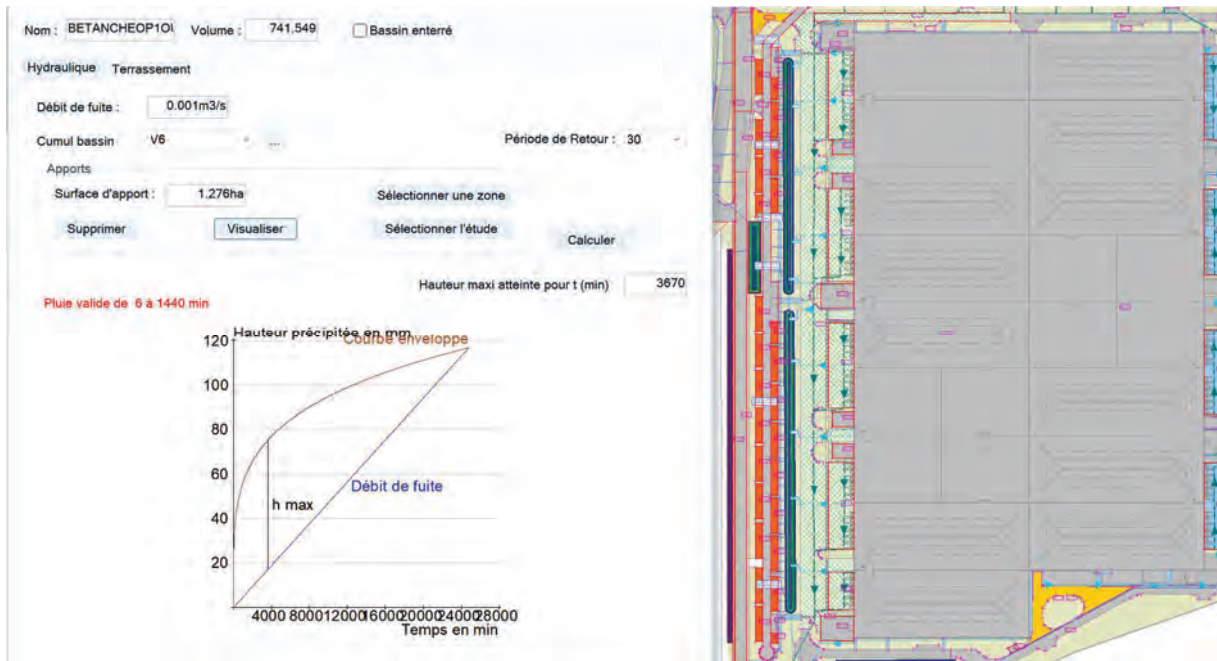 Nom : BETANCHEOP1OU Volume : 741.549 Bassin enterré
Hydraulique Terrassement
Débit de fuite : 0.001m3/s
Cumul bassin V6 ... Période de Retour : 30
Apports
Surface d'apport : 1.276ha Sélectionner une zone
Supprimer Visualiser Sélectionner l'étude Calculer
Hauteur maxi atteinte pour t (min) 3670
Pluie valide de 6 à 1440 min
Hauteur précipitée en mm
Courbe enveloppe
120
100
80
60
Débit de fuite
h max
40
20
4000 8000 12000 16000 20000 24000 28000
Temps en min